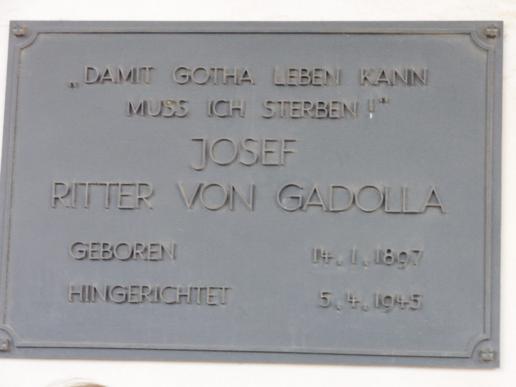 „DAMIT GOTHA LEBEN KANN
MUSS ICH STERBEN!“
JOSEF
RITTER VON GADOLLA
GEBOREN 14.1.1897
HINGERICHTET 5.4.1945